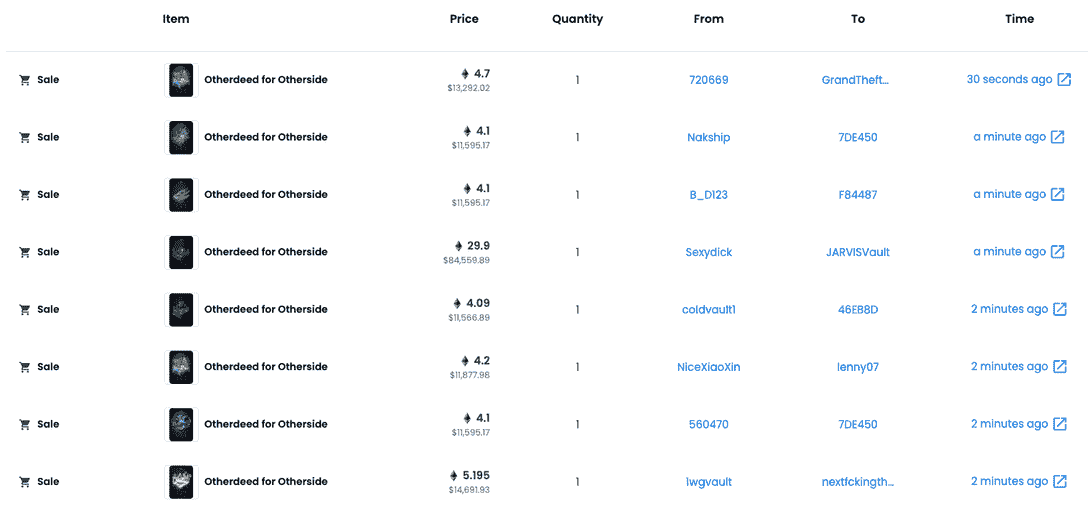 Item Price Quantity From To Time
Sale Otherdeed for Otherside 4.7 1 720669 GrandTheft... 30 seconds ago
$13,292.02
Sale Otherdeed for Otherside 4.1 1 Nakship 7DE450 a minute ago
$11,595.17
Sale Otherdeed for Otherside 4.1 1 B_D123 F84487 a minute ago
$11,595.17
Sale Otherdeed for Otherside 29.9 1 Sexydick JARVISVault a minute ago
$84,559.89
Sale Otherdeed for Otherside 4.09 1 coldvault1 46EB8D 2 minutes ago
$11,566.89
Sale Otherdeed for Otherside 4.2 1 NiceXiaoXin lenny07 2 minutes ago
$11,877.98
Sale Otherdeed for Otherside 4.1 1 560470 7DE450 2 minutes ago
$11,595.17
Sale Otherdeed for Otherside 5.195 1 1wgvault nextfckingth... 2 minutes ago
$14,691.93